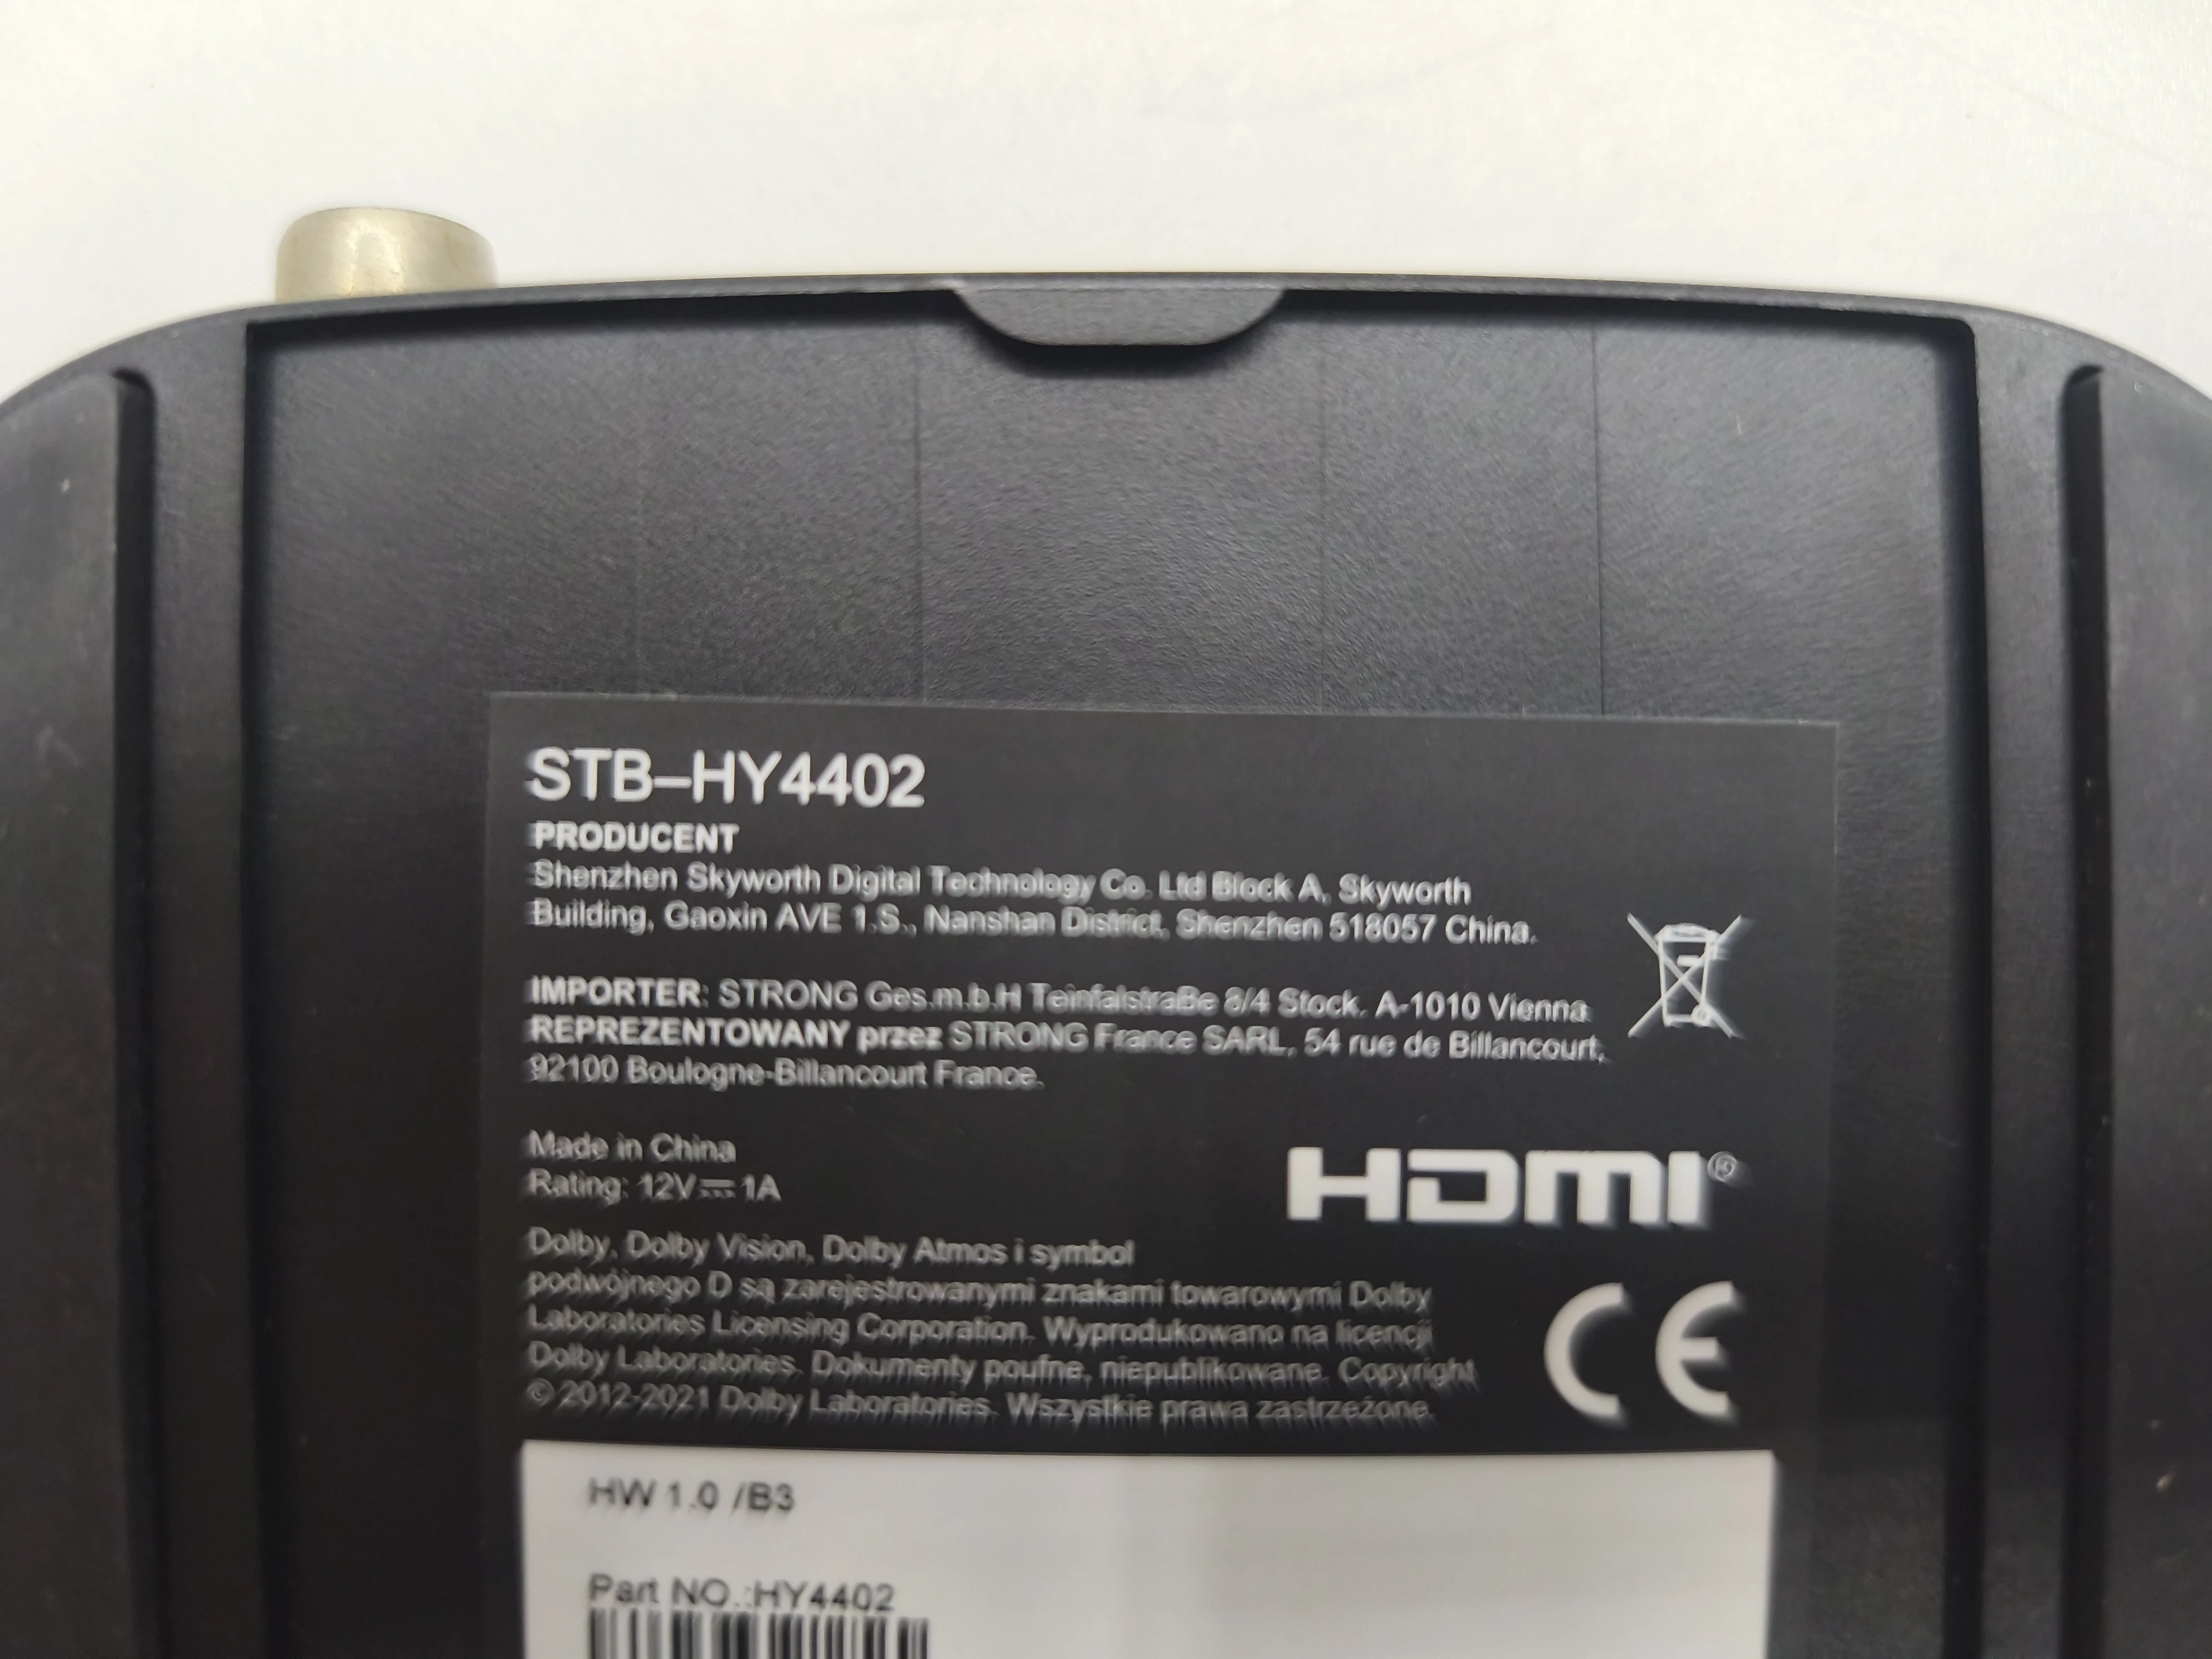 STB–HY4402
PRODUCENT
Shenzhen Skyworth Digital Technology Co. Ltd Block A, Skyworth
Building, Gaoxin AVE 1.S., Nanshan District, Shenzhen 518057 China.
IMPORTER: STRONG Ges.m.b.H Teinfalstraße 8/4 Stock. A-1010 Vienna
REPREZENTOWANY przez STRONG France SARL, 54 rue de Billancourt,
92100 Boulogne-Billancourt France.
Made in China
Rating: 12V⎓1A
HDMI®
Dolby, Dolby Vision, Dolby Atmos i symbol
podwójnego D są zarejestrowanymi znakami towarowymi Dolby
Laboratories Licensing Corporation. Wyprodukowano na licencji
Dolby Laboratories. Dokumenty poufne, niepublikowane. Copyright
© 2012-2021 Dolby Laboratories. Wszystkie prawa zastrzeżone.
CE
HW 1.0 /B3
Part NO.:HY4402